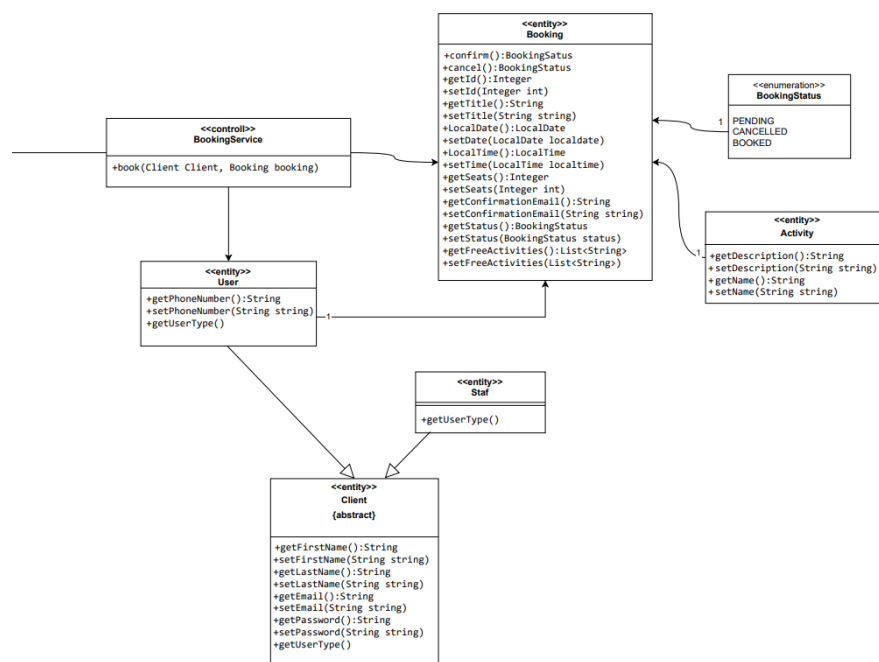 <<entity>>
Booking
+confirm():BookingSatus
+cancel():BookingStatus
+getId():Integer
+setId(Integer int)
+getTitle():String
+setTitle(String string)
+LocalDate():LocalDate
+setDate(LocalDate localdate)
+LocalTime():LocalTime
+setTime(LocalTime localtime)
+getSeats():Integer
+setSeats(Integer int)
+getConfirmationEmail():String
+setConfirmationEmail(String string)
+getStatus():BookingStatus
+setStatus(BookingStatus status)
+getFreeActivities():List<String>
+setFreeActivities(List<String>)
<<enumeration>>
BookingStatus
PENDING
CANCELLED
BOOKED
1
<<controll>>
BookingService
+book(Client Client, Booking booking)
<<entity>>
Activity
+getDescription():String
+setDescription(String string)
+getName():String
+setName(String string)
1
<<entity>>
User
+getPhoneNumber():String
+setPhoneNumber(String string)
+getUserType()
1
<<entity>>
Staf
+getUserType()
<<entity>>
Client
{abstract}
+getFirstName():String
+setFirstName(String string)
+getLastName():String
+setLastName(String string)
+getEmail():String
+setEmail(String string)
+getPassword():String
+setPassword(String string)
+getUserType()